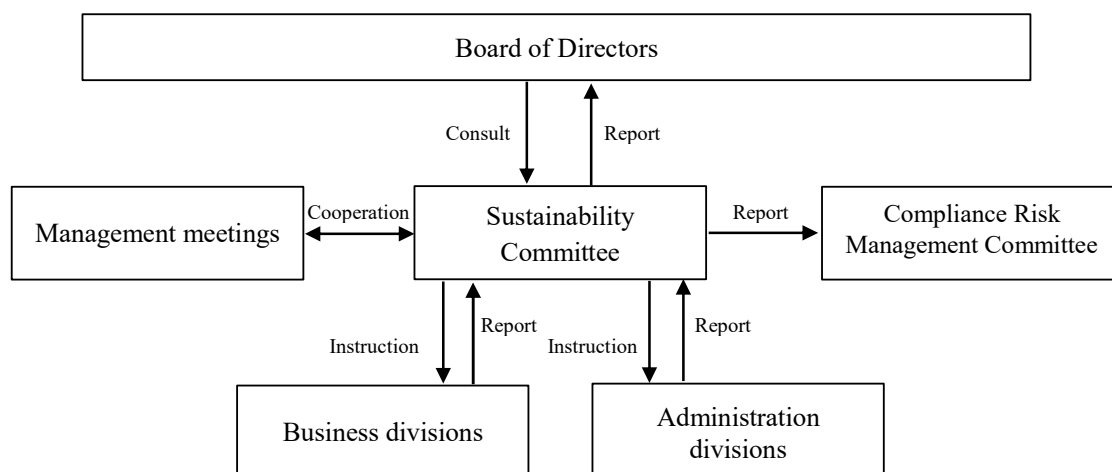 Board of Directors
Consult
Report
Management meetings
Cooperation
Sustainability
Committee
Report
Compliance Risk
Management Committee
Instruction
Report
Instruction
Report
Business divisions
Administration
divisions